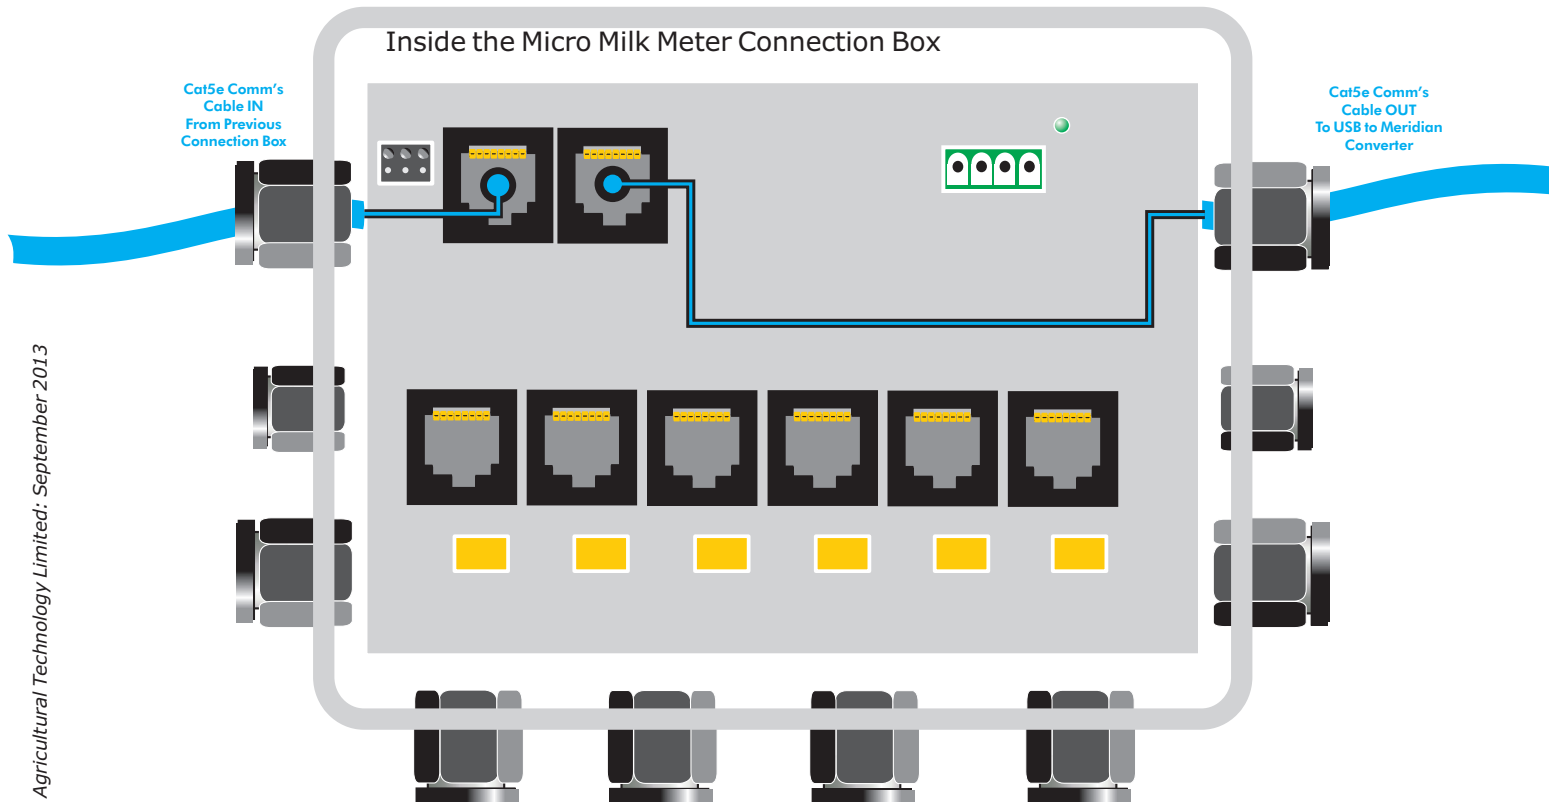 Inside the Micro Milk Meter Connection Box
Cat5e Comm's
Cable IN
From Previous
Connection Box
Cat5e Comm's
Cable OUT
To USB to Meridian
Converter
Agricultural Technology Limited: September 2013